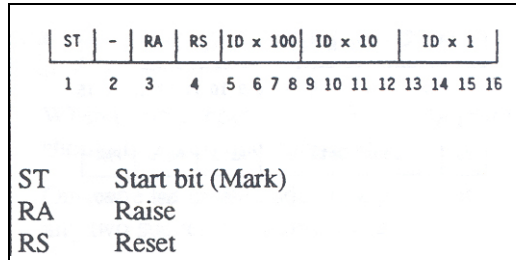 ST - RA RS ID x 100 ID x 10 ID x 1
1 2 3 4 5 6 7 8 9 10 11 12 13 14 15 16
ST Start bit (Mark)
RA Raise
RS Reset